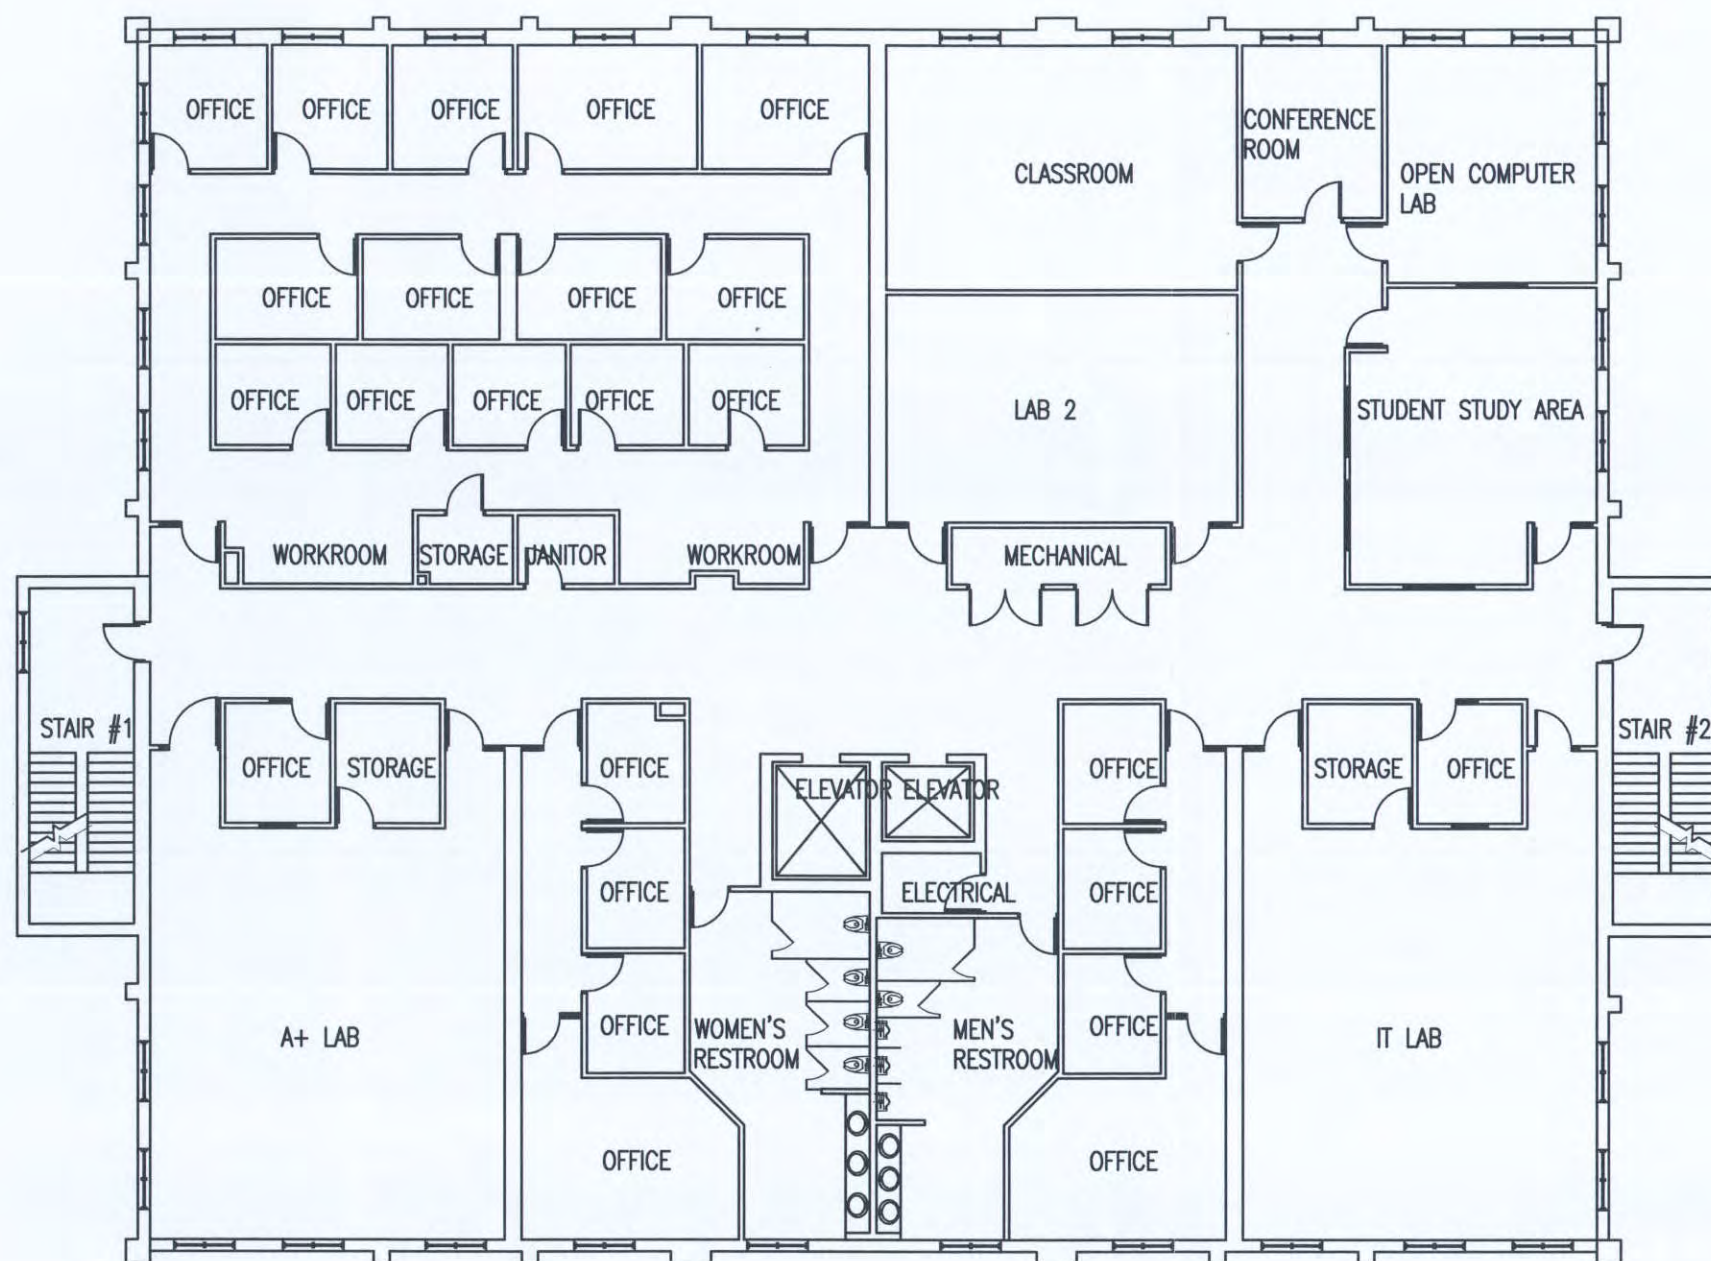 OFFICE
OFFICE
OFFICE
OFFICE
OFFICE
CLASSROOM
CONFERENCE
ROOM
OPEN COMPUTER
LAB
OFFICE
OFFICE
OFFICE
OFFICE
OFFICE
OFFICE
OFFICE
OFFICE
OFFICE
LAB 2
STUDENT STUDY AREA
WORKROOM
STORAGE
JANITOR
WORKROOM
MECHANICAL
STAIR #1
OFFICE
STORAGE
OFFICE
ELEVATOR
ELEVATOR
OFFICE
STORAGE
OFFICE
STAIR #2
OFFICE
ELECTRICAL
OFFICE
A+ LAB
OFFICE
WOMEN'S
RESTROOM
MEN'S
RESTROOM
OFFICE
IT LAB
OFFICE
OFFICE